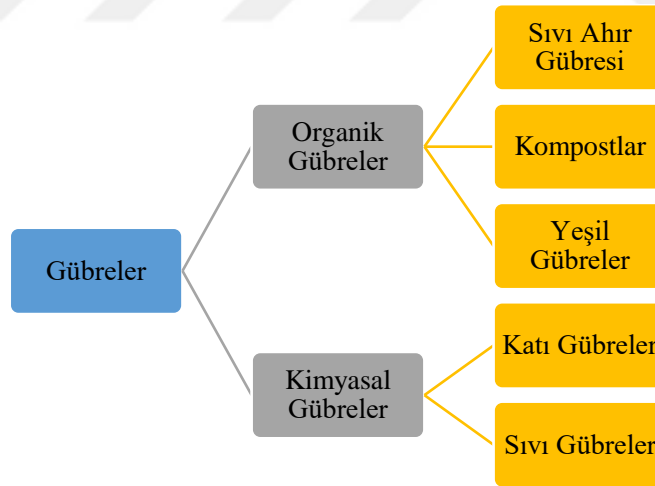 Gübreler
Organik
Gübreler
Sıvı Ahır
Gübresi
Kompostlar
Yeşil
Gübreler
Kimyasal
Gübreler
Katı Gübreler
Sıvı Gübreler